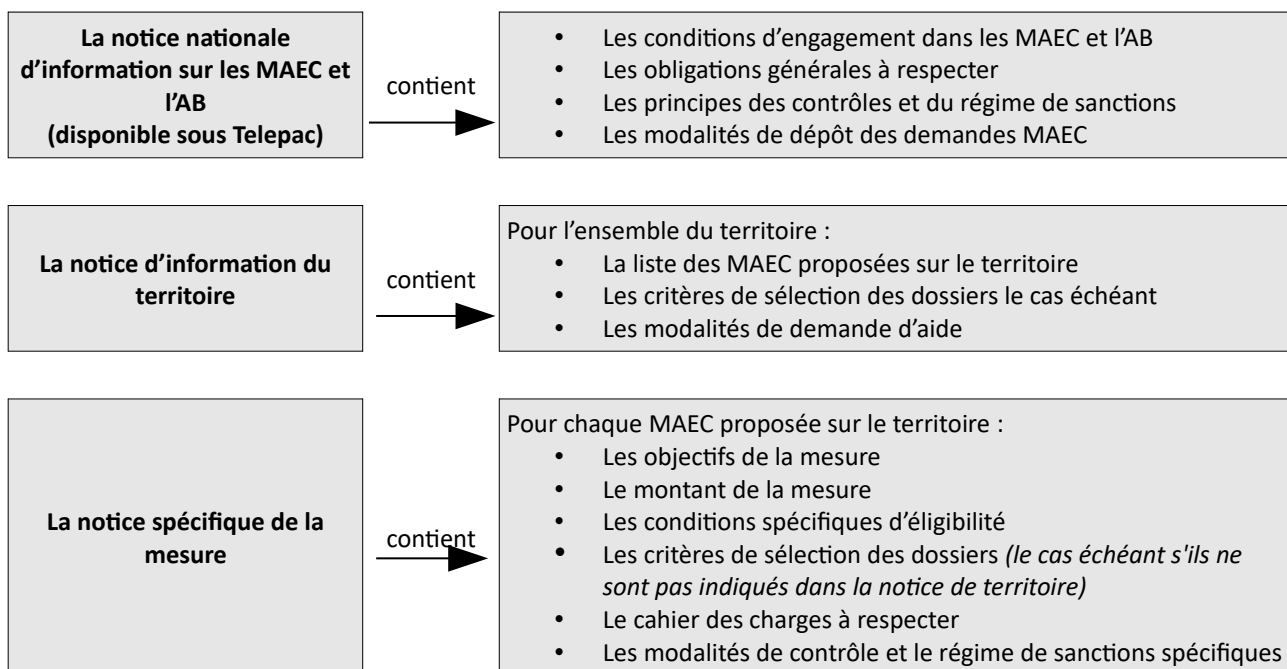 La notice nationale
d’information sur les MAEC et
l’AB
(disponible sous Telepac)
contient
• Les conditions d’engagement dans les MAEC et l’AB
• Les obligations générales à respecter
• Les principes des contrôles et du régime de sanctions
• Les modalités de dépôt des demandes MAEC
La notice d’information du
territoire
contient
Pour l’ensemble du territoire :
• La liste des MAEC proposées sur le territoire
• Les critères de sélection des dossiers le cas échéant
• Les modalités de demande d’aide
La notice spécifique de la
mesure
contient
Pour chaque MAEC proposée sur le territoire :
• Les objectifs de la mesure
• Le montant de la mesure
• Les conditions spécifiques d’éligibilité
• Les critères de sélection des dossiers (le cas échéant s'ils ne
sont pas indiqués dans la notice de territoire)
• Le cahier des charges à respecter
• Les modalités de contrôle et le régime de sanctions spécifiques